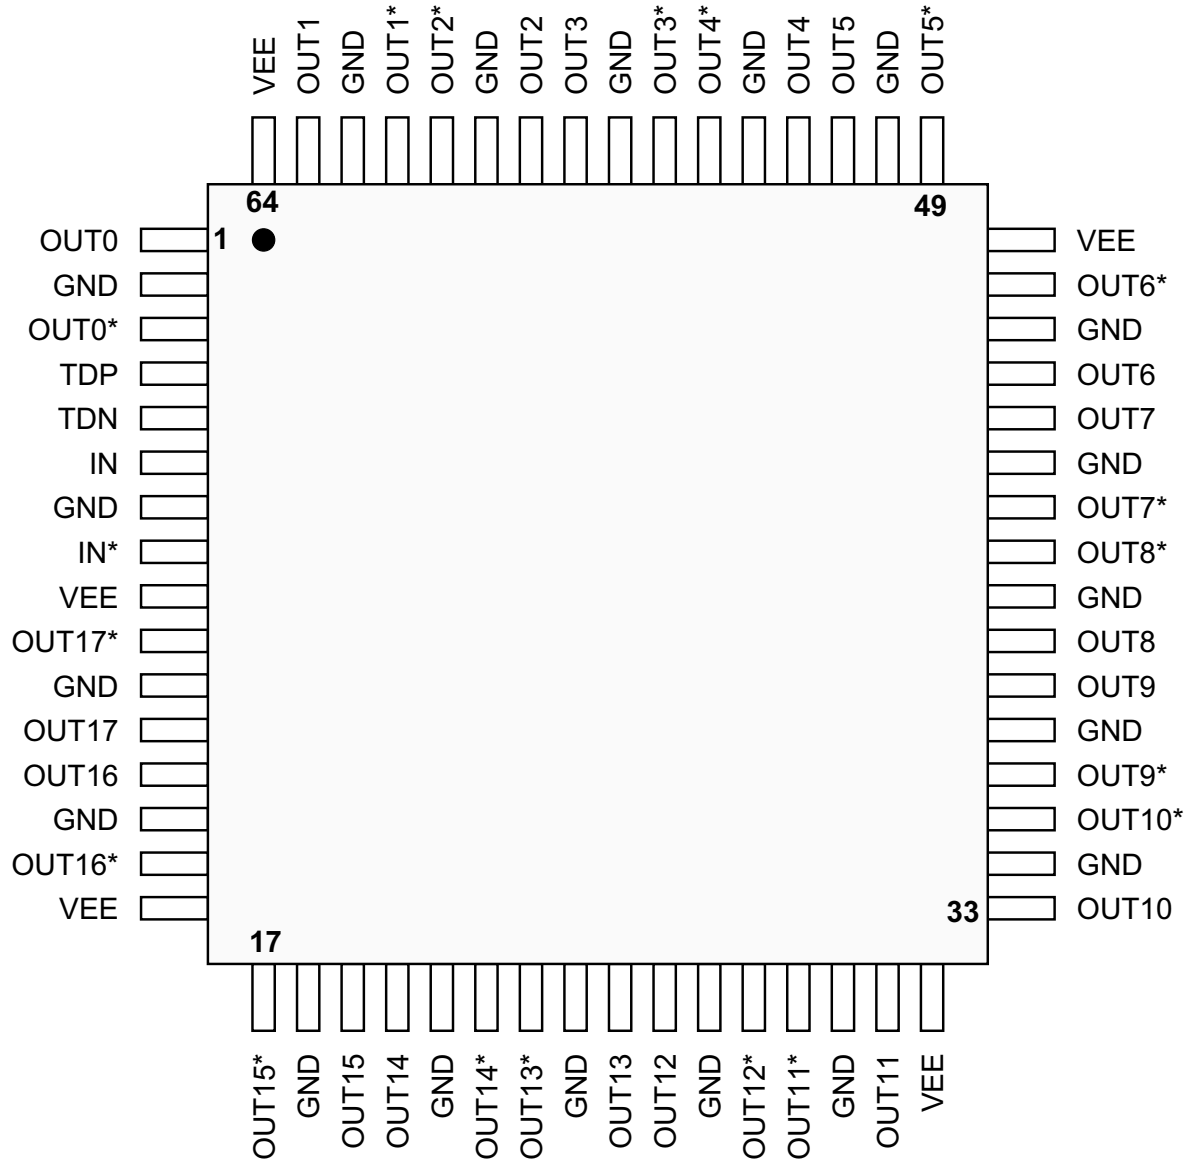 VEE
OUT1
GND
OUT1*
OUT2*
GND
OUT2
OUT3
GND
OUT3*
OUT4*
GND
OUT4
OUT5
GND
OUT5*
64
49
1
OUT0
GND
OUT0*
TDP
TDN
IN
GND
IN*
VEE
OUT17*
GND
OUT17
OUT16
GND
OUT16*
VEE
VEE
OUT6*
GND
OUT6
OUT7
GND
OUT7*
OUT8*
GND
OUT8
OUT9
GND
OUT9*
OUT10*
GND
OUT10
33
17
OUT15*
GND
OUT15
OUT14
GND
OUT14*
OUT13*
GND
OUT13
OUT12
GND
OUT12*
OUT11*
GND
OUT11
VEE